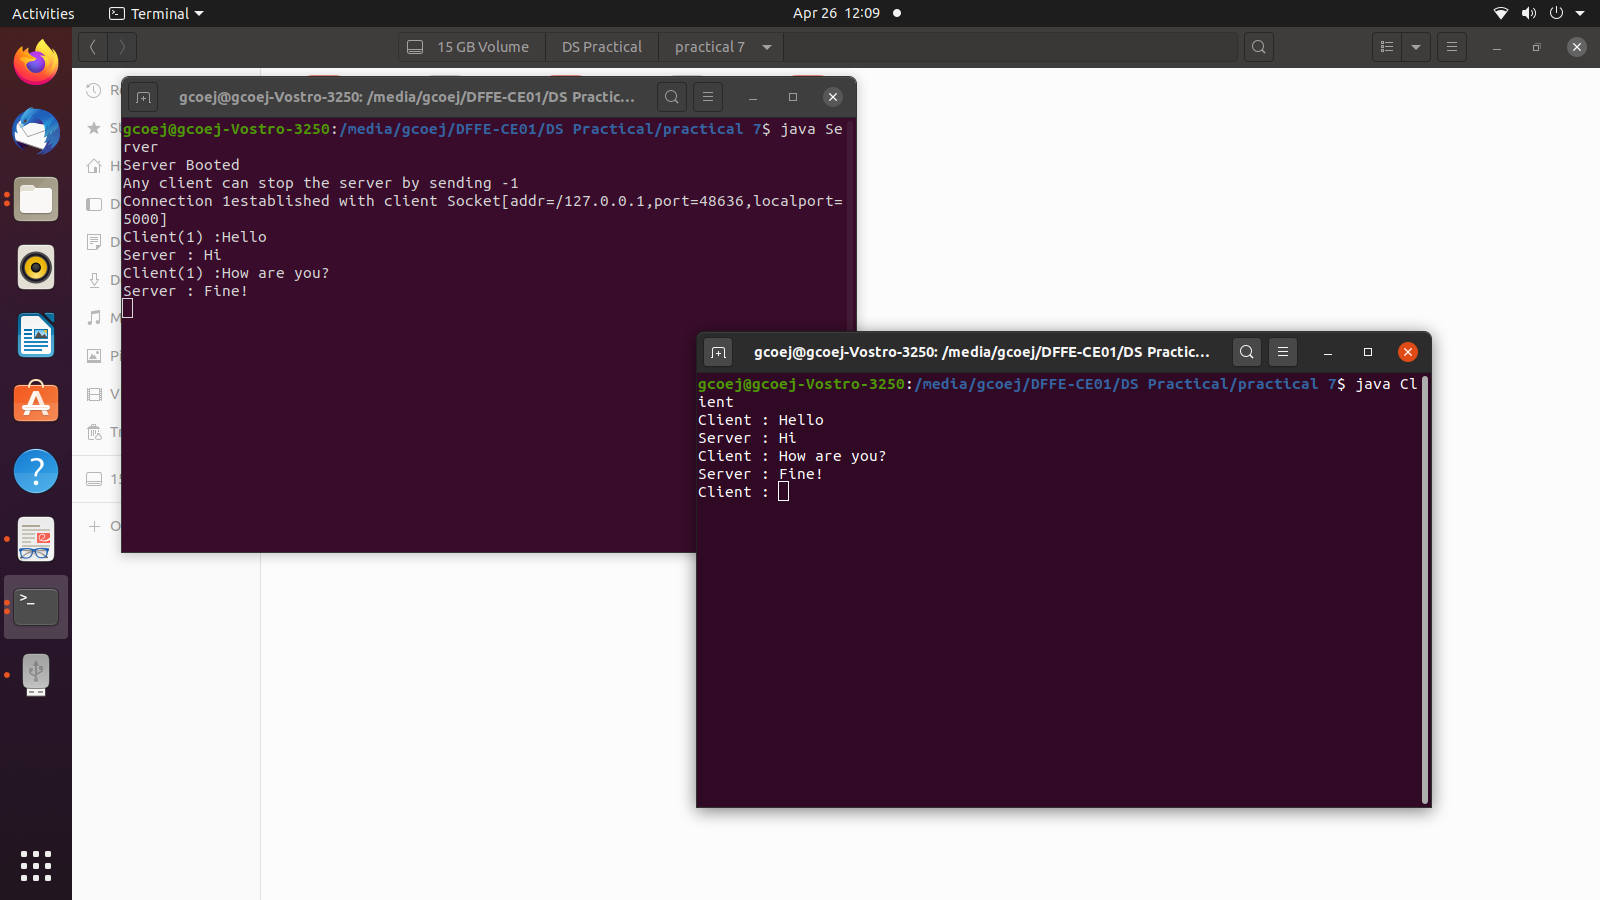 Activities
Terminal
Apr 26 12:09
15 GB Volume
DS Practical
practical 7
gcoej@gcoej-Vostro-3250: /media/gcoej/DFFE-CE01/DS Practic...
gcoej@gcoej-Vostro-3250:/media/gcoej/DFFE-CE01/DS Practical/practical 7$ java Se
rver
Server Booted
Any client can stop the server by sending -1
Connection 1established with client Socket[addr=/127.0.0.1,port=48636,localport=
5000]
Client(1) :Hello
Server : Hi
Client(1) :How are you?
Server : Fine!
gcoej@gcoej-Vostro-3250: /media/gcoej/DFFE-CE01/DS Practic...
gcoej@gcoej-Vostro-3250:/media/gcoej/DFFE-CE01/DS Practical/practical 7$ java Cl
ient
Client : Hello
Server : Hi
Client : How are you?
Server : Fine!
Client :